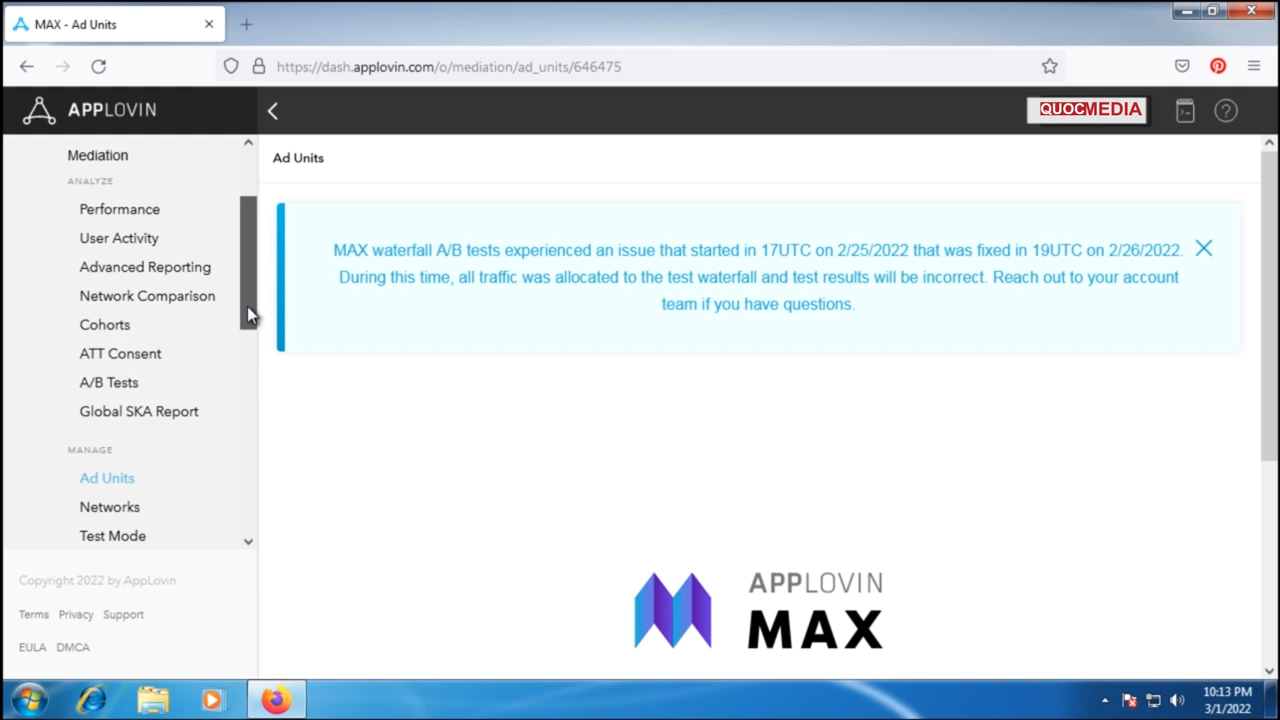 MAX - Ad Units
https://dash.applovin.com/o/mediation/ad_units/646475
APPLOVIN
QUOCMEDIA
Mediation
ANALYZE
Performance
User Activity
Advanced Reporting
Network Comparison
Cohorts
ATT Consent
A/B Tests
Global SKA Report
MANAGE
Ad Units
Networks
Test Mode
Copyright 2022 by AppLovin
Terms Privacy Support
EULA DMCA
Ad Units
MAX waterfall A/B tests experienced an issue that started in 17UTC on 2/25/2022 that was fixed in 19UTC on 2/26/2022.
During this time, all traffic was allocated to the test waterfall and test results will be incorrect. Reach out to your account
team if you have questions.
APPLOVIN
MAX
10:13 PM
3/1/2022